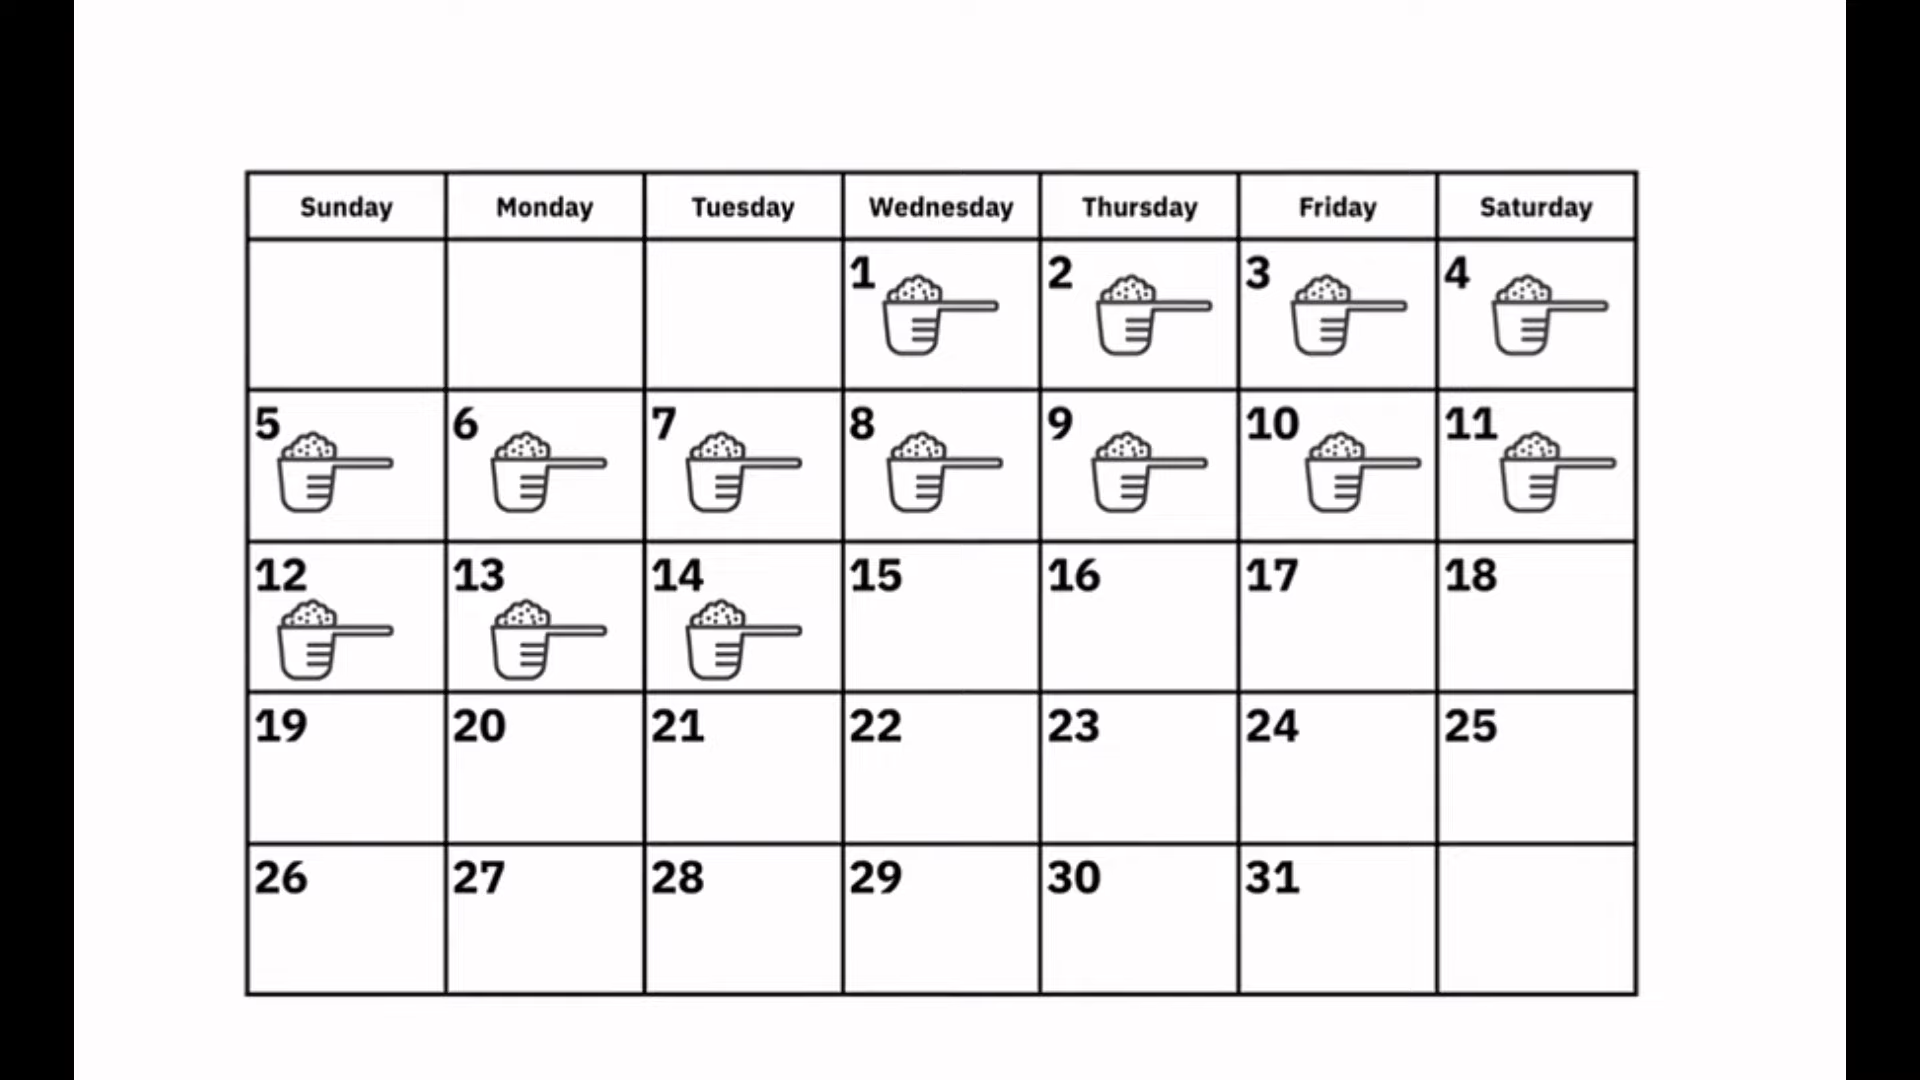 Sunday Monday Tuesday Wednesday Thursday Friday Saturday
1 2 3 4
5 6 7 8 9 10 11
12 13 14 15 16 17 18
19 20 21 22 23 24 25
26 27 28 29 30 31